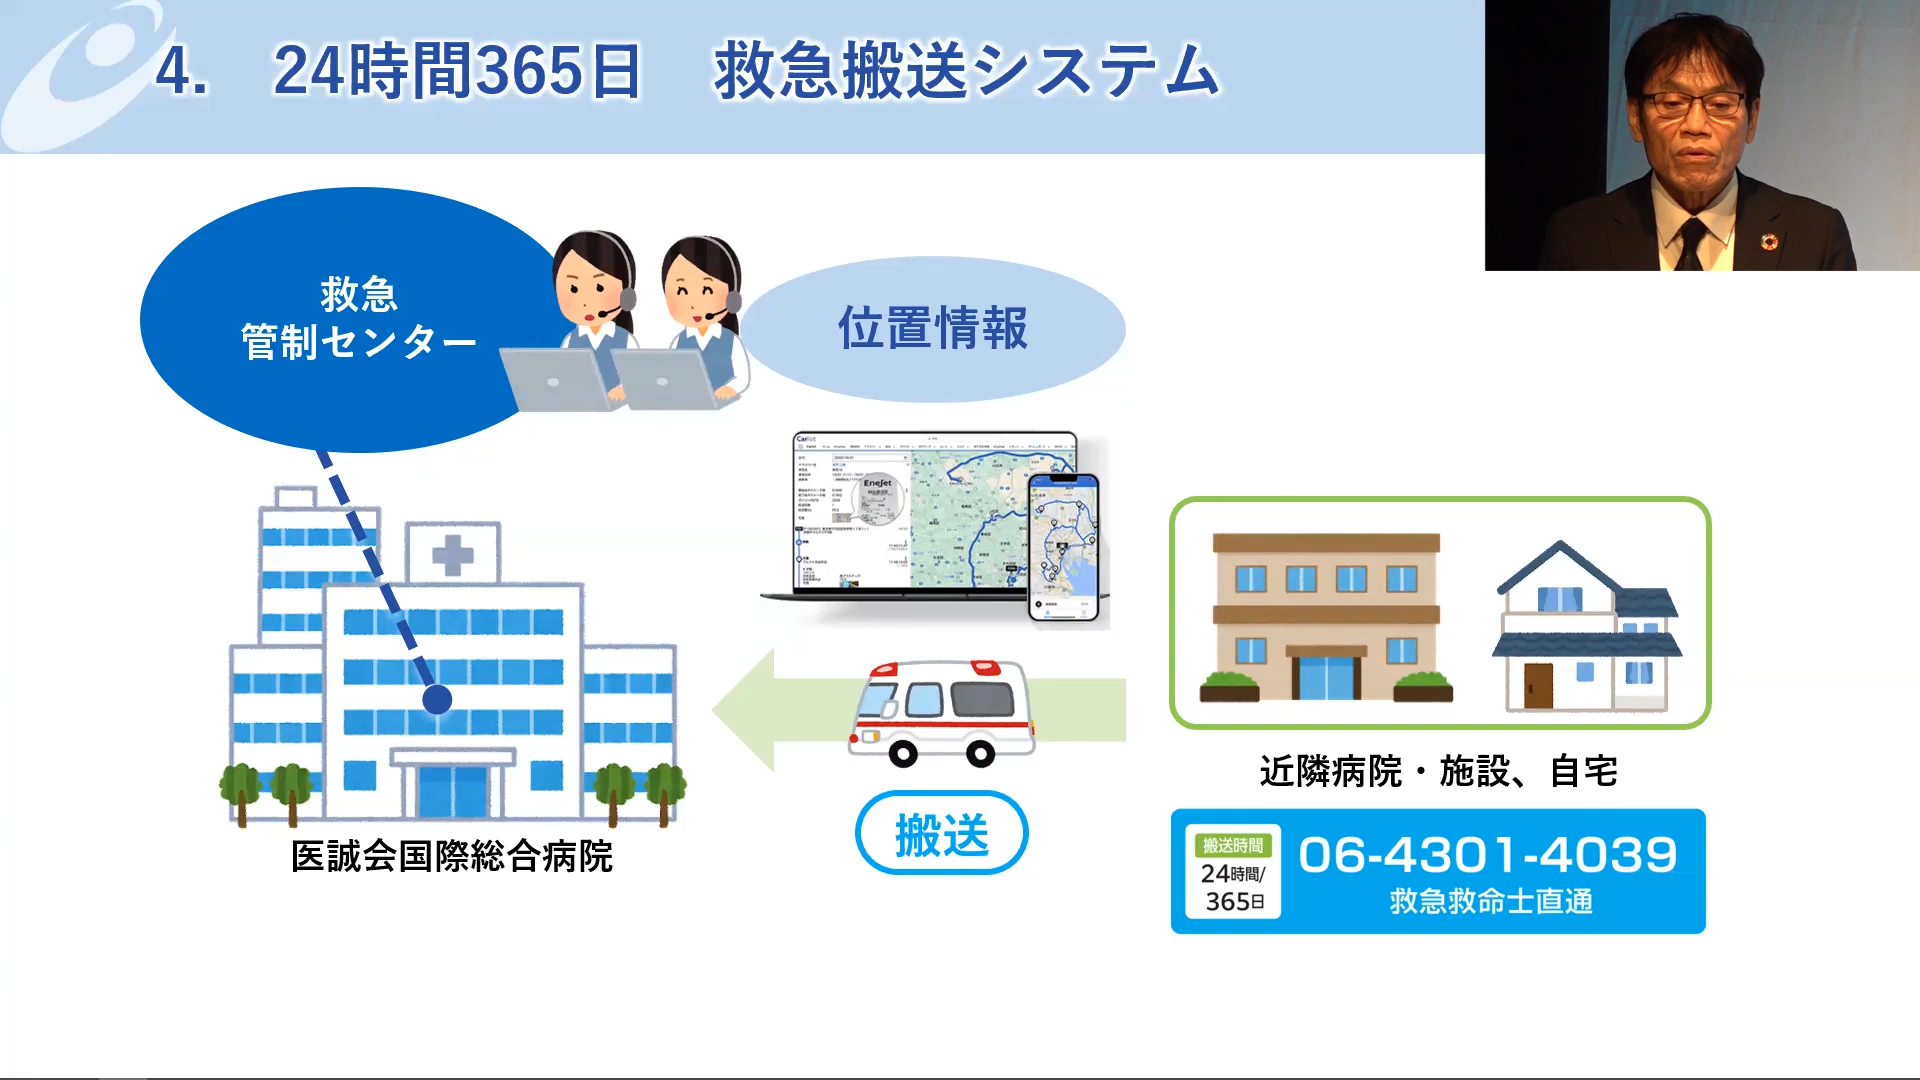 4. 24時間365日 救急搬送システム
救急
管制センター
位置情報
Cariot
EneJet
医誠会国際総合病院
搬送
近隣病院・施設、自宅
搬送時間
24時間/
365日
06-4301-4039
救急救命士直通